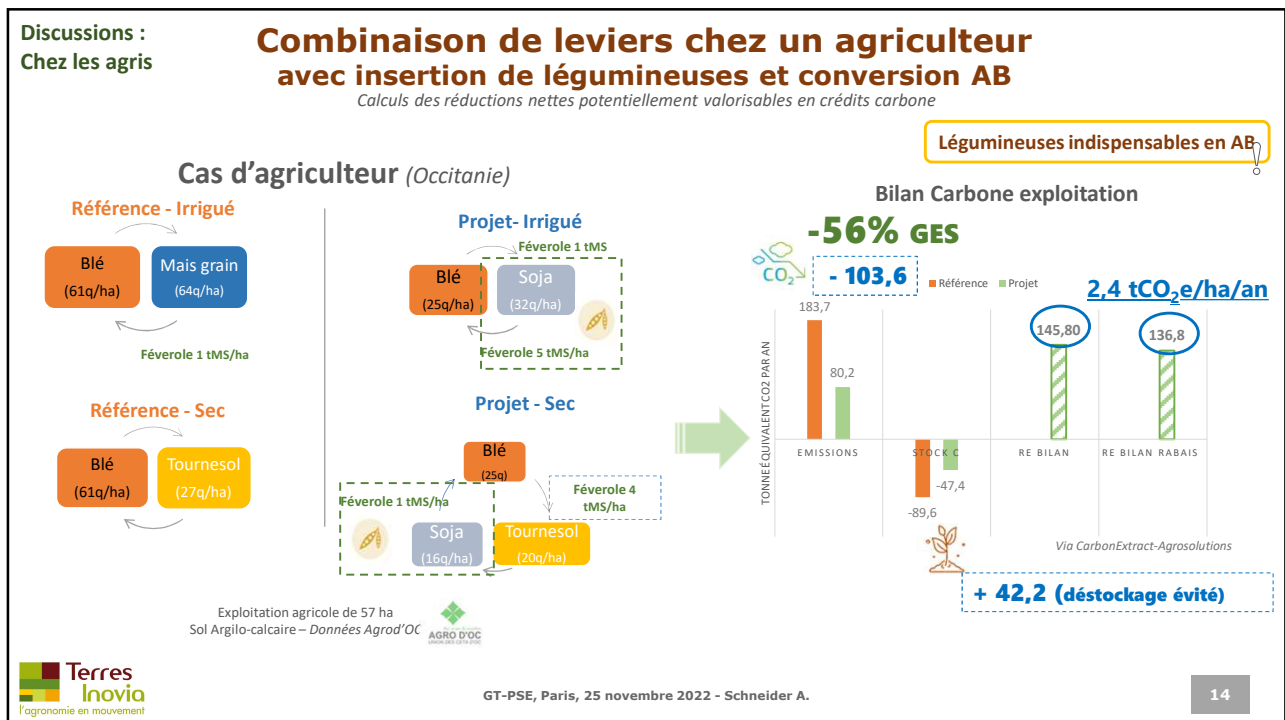 Discussions :
Chez les agris
Combinaison de leviers chez un agriculteur
avec insertion de légumineuses et conversion AB
Calculs des réductions nettes potentiellement valorisables en crédits carbone
Légumineuses indispensables en AB
!
Cas d'agriculteur (Occitanie)
Référence - Irrigué
Blé
(61q/ha)
Mais grain
(64q/ha)
Féverole 1 tMS/ha
Référence - Sec
Blé
(61q/ha)
Tournesol
(27q/ha)
Projet- Irrigué
Féverole 1 tMS
Blé
(25q/ha)
Soja
(32q/ha)
Féverole 5 tMS/ha
Projet - Sec
Blé
(25q)
Féverole 1 tMS/ha
Féverole 4
tMS/ha
Soja
(16q/ha)
Tournesol
(20q/ha)
Exploitation agricole de 57 ha
Sol Argilo-calcaire – Données Agrod'OC
AGRO D'OC
UNION DES CETA D'OC
Bilan Carbone exploitation
-56% GES
CO₂
- 103,6
Référence
Projet
2,4 tCO₂e/ha/an
TONNE ÉQUIVALENT CO2 PAR AN
183,7
80,2
145,80
136,8
EMISSIONS
STOCK C
RE BILAN
RE BILAN RABAIS
-89,6
-47,4
Via CarbonExtract-Agrosolutions
+ 42,2 (déstockage évité)
Terres
Inovia
l'agronomie en mouvement
GT-PSE, Paris, 25 novembre 2022 - Schneider A.
14